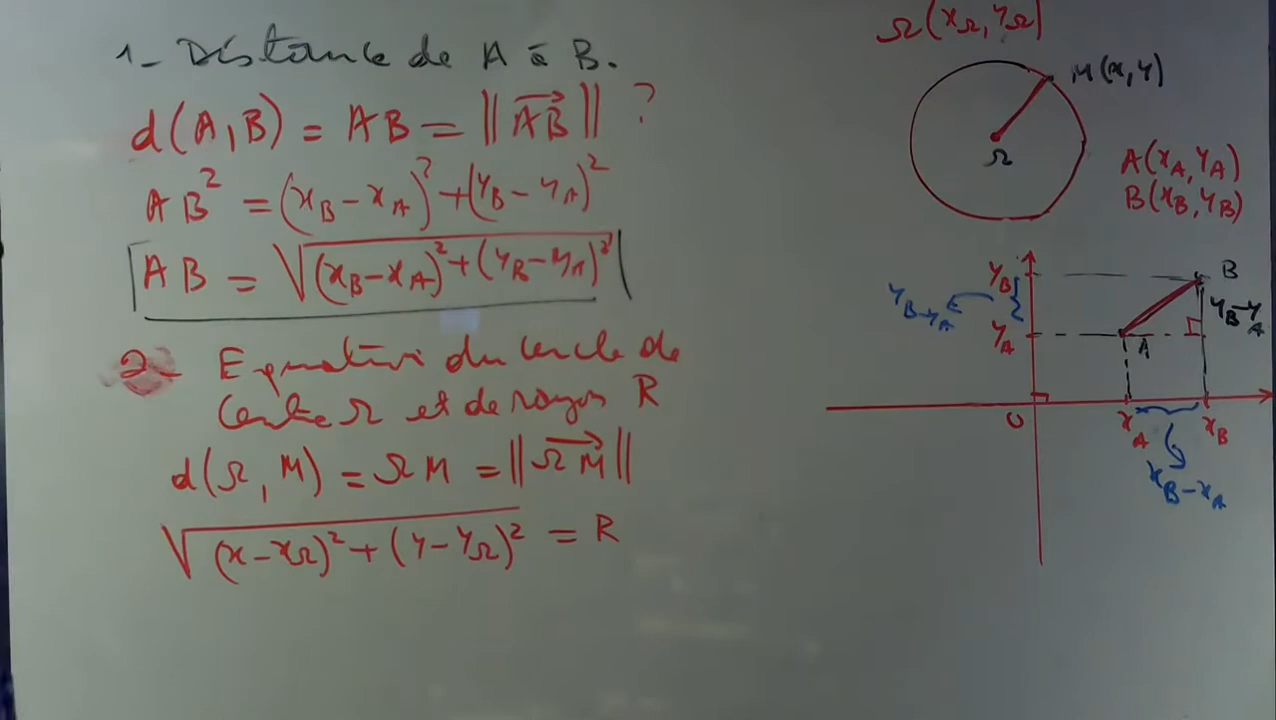 1- Distance de A à B.
d(A,B) = AB = ||\overrightarrow{AB}|| ?
AB² = (x_B - x_A)² + (y_B - y_A)²
AB = √((x_B - x_A)² + (y_B - y_A)²)
2- Equation du cercle de
centre Ω et de rayon R
d(Ω, M) = ΩM = ||\overrightarrow{ΩM}||
√((x - x_Ω)² + (y - y_Ω)²) = R
Ω(x_Ω, y_Ω)
M(x, y)
Ω
A(x_A, y_A)
B(x_B, y_B)
y_B
B
y_B - y_A
y_B - y_A
y_A
A
O
x_A
x_B
x_B - x_A